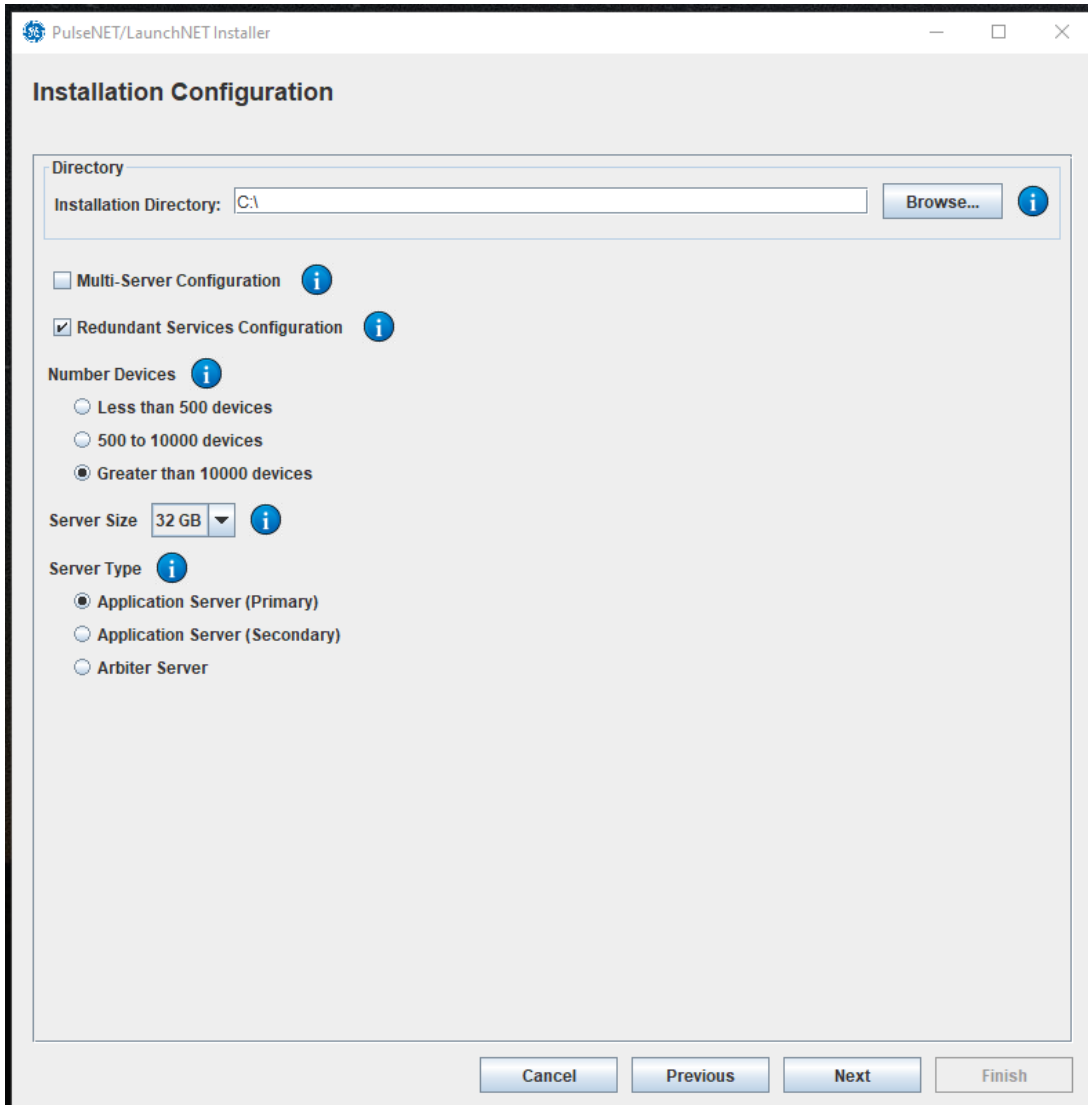 PulseNET/LaunchNET Installer
Installation Configuration
Directory
Installation Directory: C:\ Browse...
Multi-Server Configuration
Redundant Services Configuration
Number Devices
Less than 500 devices
500 to 10000 devices
Greater than 10000 devices
Server Size 32 GB
Server Type
Application Server (Primary)
Application Server (Secondary)
Arbiter Server
Cancel Previous Next Finish